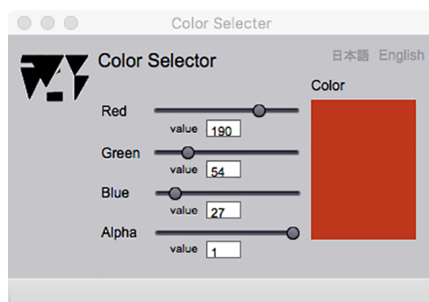 Color Selecter
日本語 English
Color Selector
Color
Red
value 190
Green
value 54
Blue
value 27
Alpha
value 1